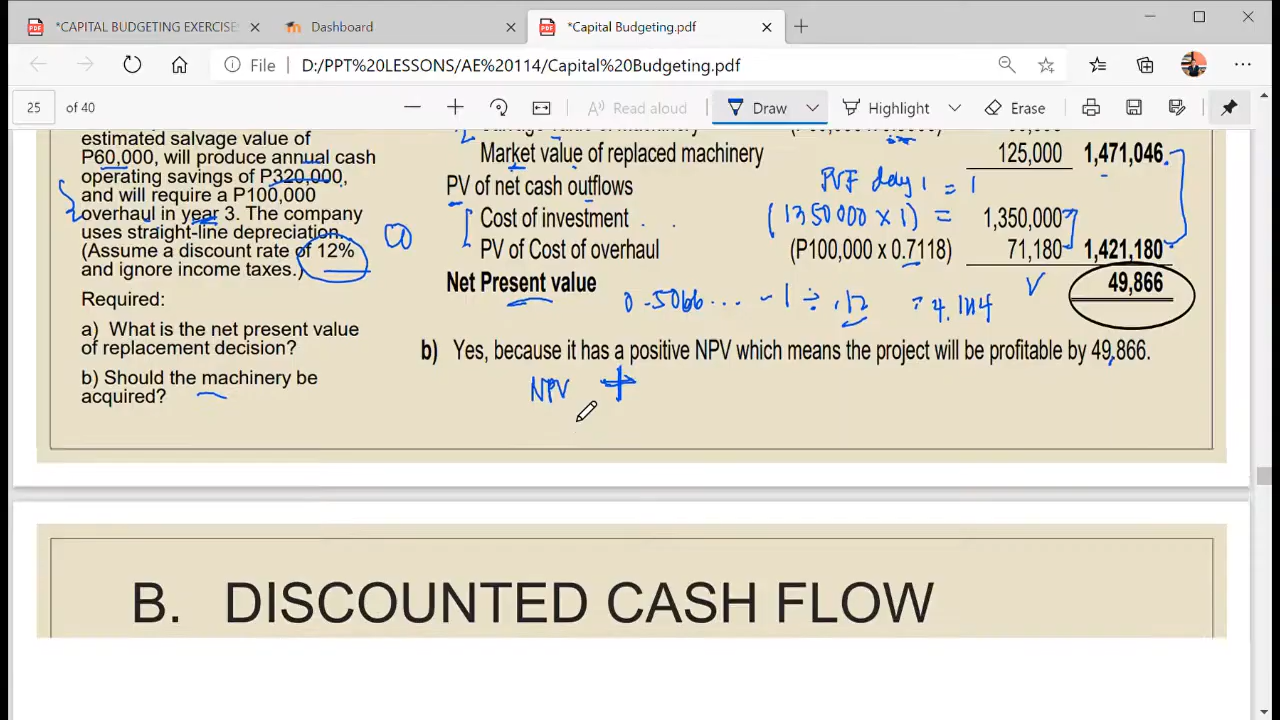 *CAPITAL BUDGETING EXERCISE
Dashboard
*Capital Budgeting.pdf
File
D:/PPT%20LESSONS/AE%20114/Capital%20Budgeting.pdf
25 of 40
Read aloud
Draw
Highlight
Erase
estimated salvage value of
P60,000, will produce annual cash
operating savings of P320,000,
and will require a P100,000
overhaul in year 3. The company
uses straight-line depreciation.
(Assume a discount rate of 12%
and ignore income taxes.)
Required:
a) What is the net present value
of replacement decision?
b) Should the machinery be
acquired?
Market value of replaced machinery 125,000 1,471,046
PV of net cash outflows
PVF day 1 = 1
Cost of investment (1350000 x 1) = 1,350,000
PV of Cost of overhaul (P100,000 x 0.7118) 71,180 1,421,180
Net Present value 49,866
0.5066... - 1 ÷ .12
b) Yes, because it has a positive NPV which means the project will be profitable by 49,866.
NPV +
B. DISCOUNTED CASH FLOW